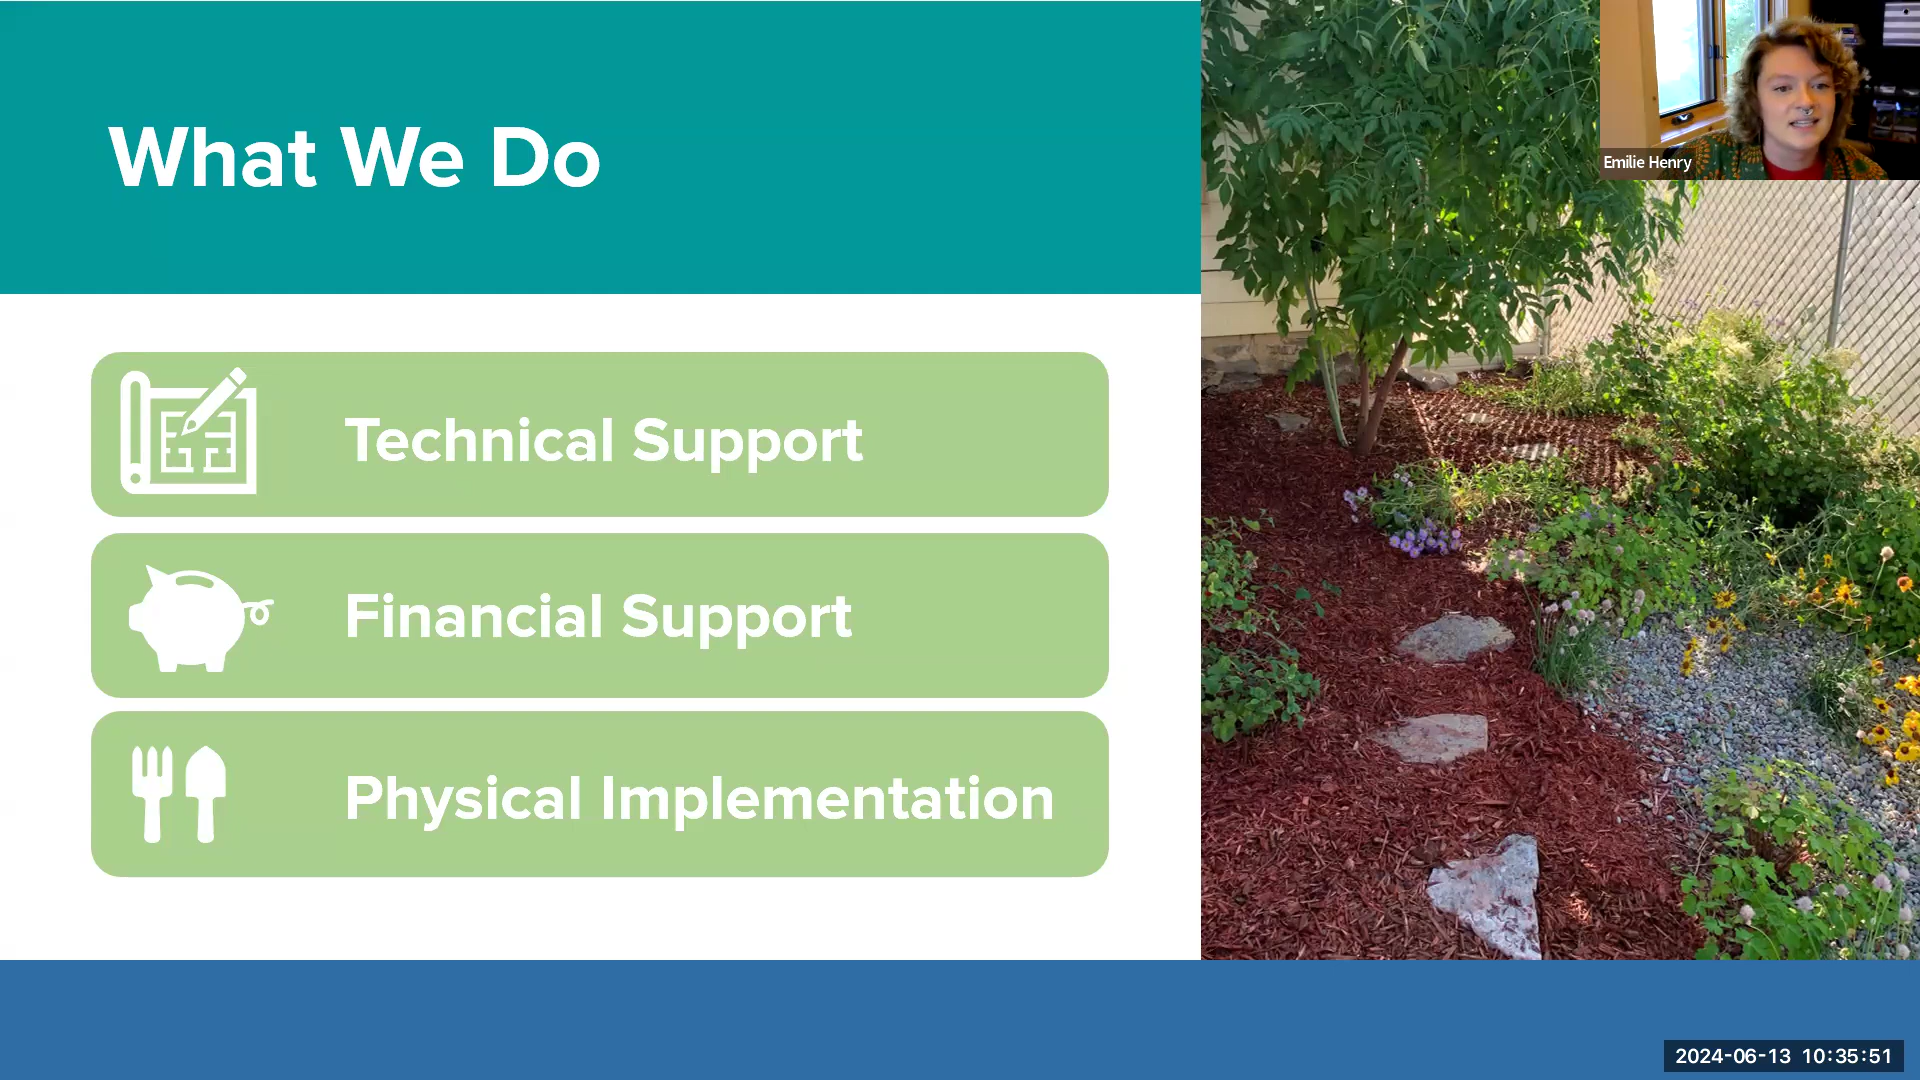 What We Do
Emilie Henry
Technical Support
Financial Support
Physical Implementation
2024-06-13 10:35:51